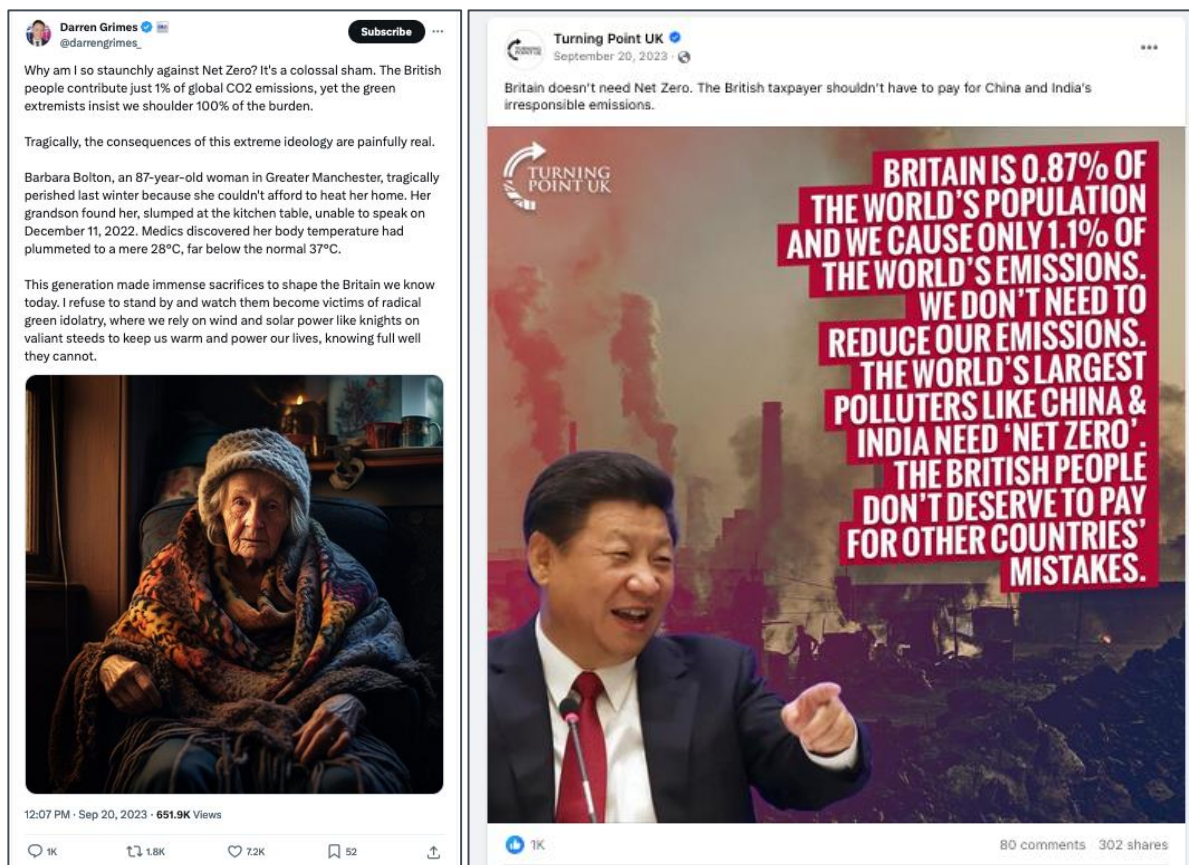 Darren Grimes
Subscribe
@darrengrimes_
Why am I so staunchly against Net Zero? It's a colossal sham. The British
people contribute just 1% of global CO2 emissions, yet the green
extremists insist we shoulder 100% of the burden.
Tragically, the consequences of this extreme ideology are painfully real.
Barbara Bolton, an 87-year-old woman in Greater Manchester, tragically
perished last winter because she couldn't afford to heat her home. Her
grandson found her, slumped at the kitchen table, unable to speak on
December 11, 2022. Medics discovered her body temperature had
plummeted to a mere 28°C, far below the normal 37°C.
This generation made immense sacrifices to shape the Britain we know
today. I refuse to stand by and watch them become victims of radical
green idolatry, where we rely on wind and solar power like knights on
valiant steeds to keep us warm and power our lives, knowing full well
they cannot.
12:07 PM · Sep 20, 2023 · 651.9K Views
1K
1.8K
7.2K
52
Turning Point UK
September 20, 2023 ·
Britain doesn't need Net Zero. The British taxpayer shouldn't have to pay for China and India's
irresponsible emissions.
TURNING
POINT UK
BRITAIN IS 0.87% OF
THE WORLD'S POPULATION
AND WE CAUSE ONLY 1.1% OF
THE WORLD'S EMISSIONS.
WE DON'T NEED TO
REDUCE OUR EMISSIONS.
THE WORLD'S LARGEST
POLLUTERS LIKE CHINA &
INDIA NEED 'NET ZERO'.
THE BRITISH PEOPLE
DON'T DESERVE TO PAY
FOR OTHER COUNTRIES'
MISTAKES.
1K
80 comments 302 shares